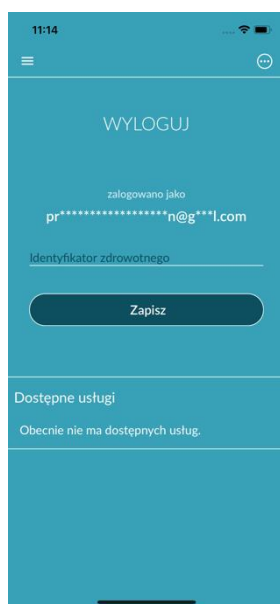 11:14
WYLOGUJ
zalogowano jako
pr******************n@g***l.com
Identyfikator zdrowotnego
Zapisz
Dostępne usługi
Obecnie nie ma dostępnych usług.